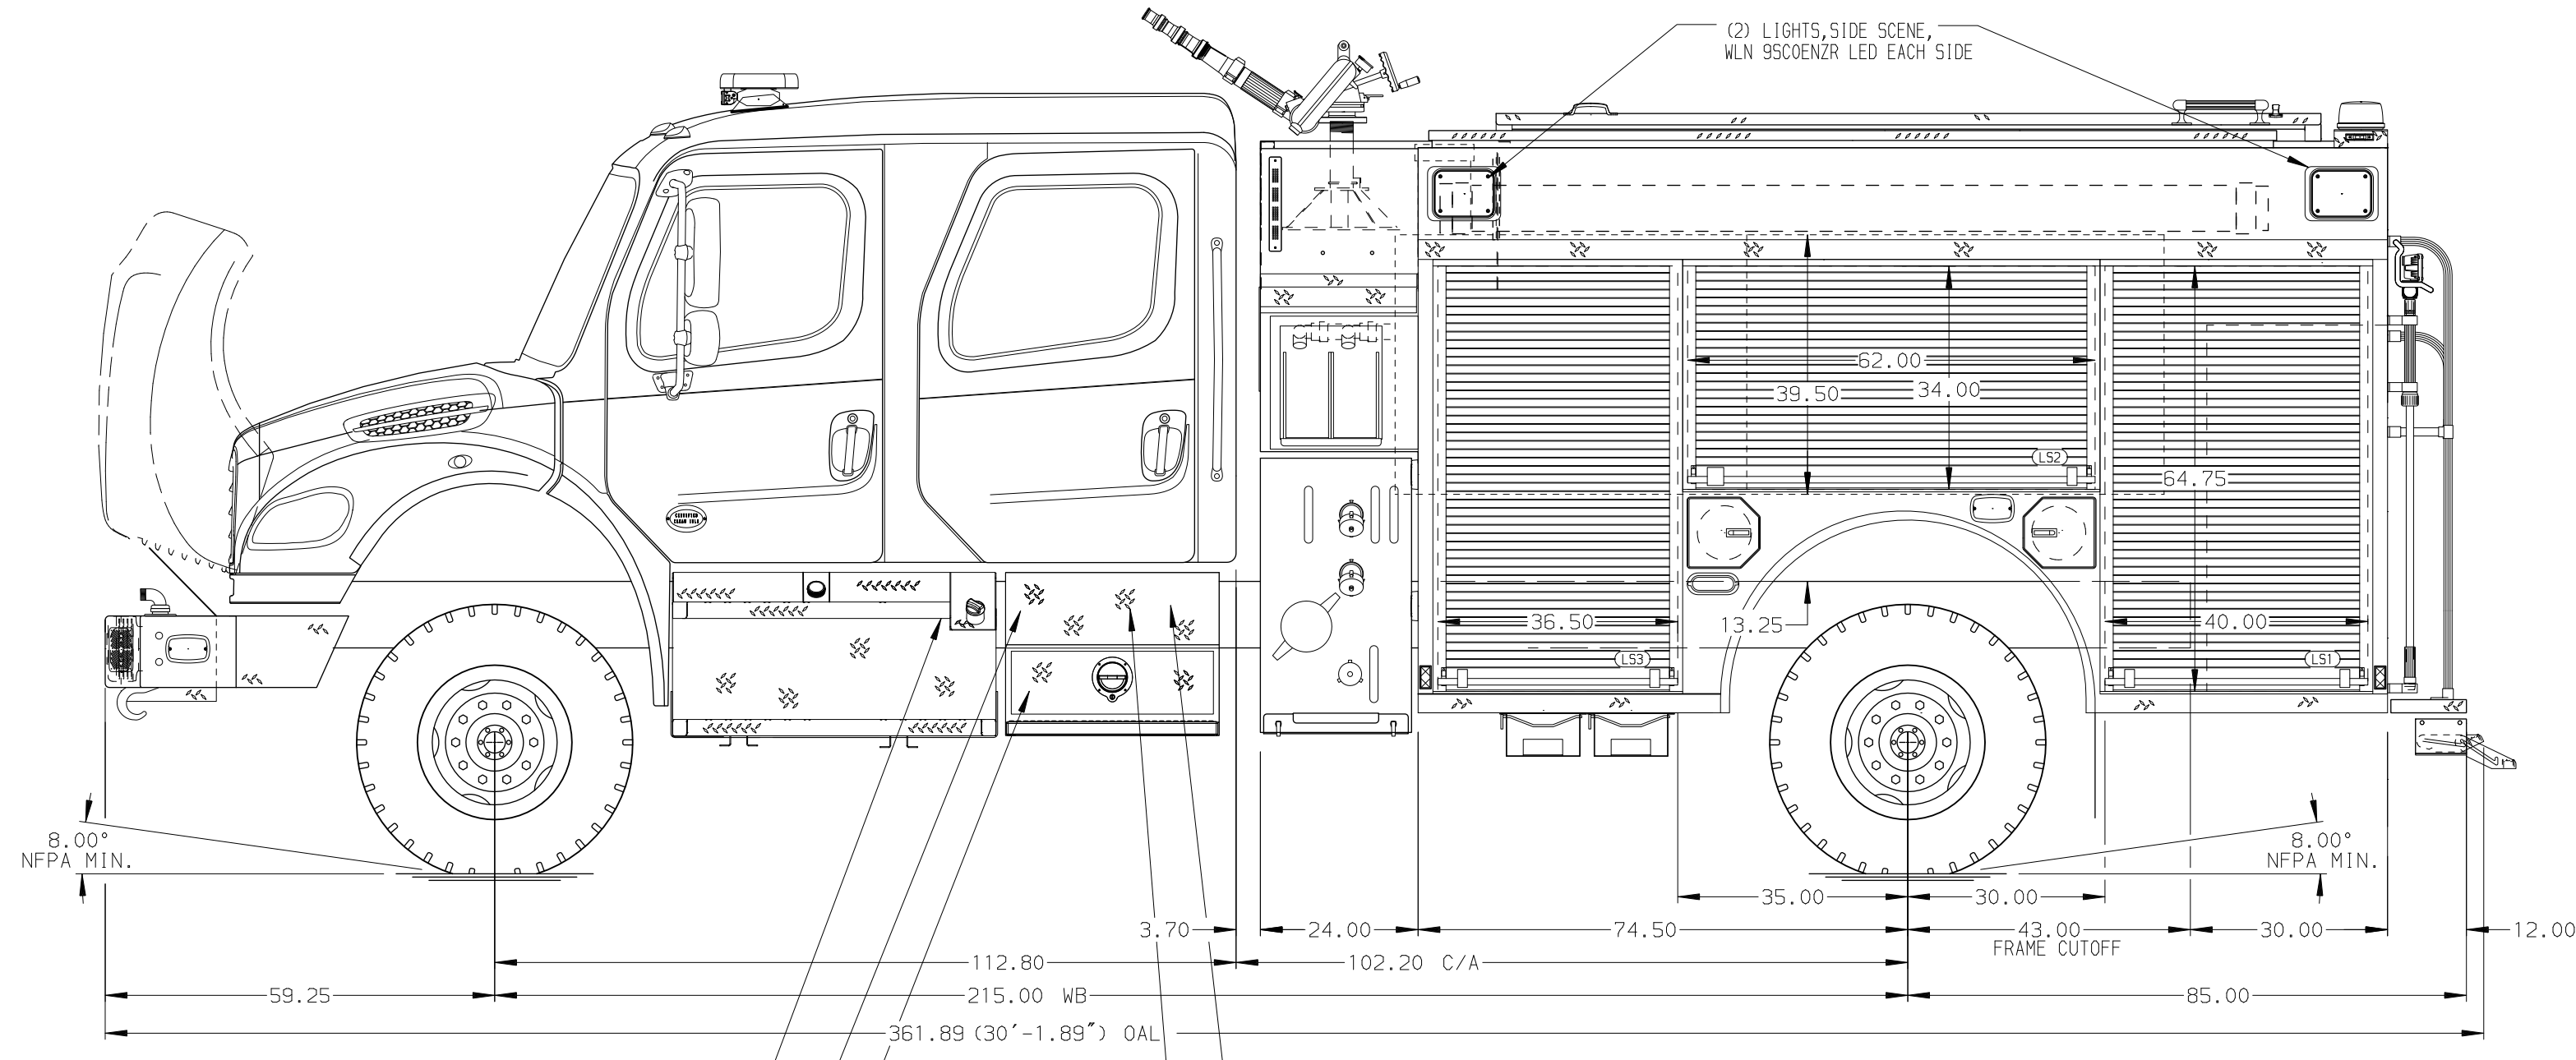 (2) LIGHTS,SIDE SCENE,
WLN 9SC0ENZR LED EACH SIDE
62.00
39.50
34.00
LS2
64.75
CERTIFIED
CLEAN IDLE
36.50
13.25
40.00
LS3
LS1
8.00°
NFPA MIN.
8.00°
NFPA MIN.
35.00
30.00
3.70
24.00
74.50
43.00
FRAME CUTOFF
30.00
12.00
112.80
102.20 C/A
59.25
215.00 WB
85.00
361.89 (30'-1.89") OAL